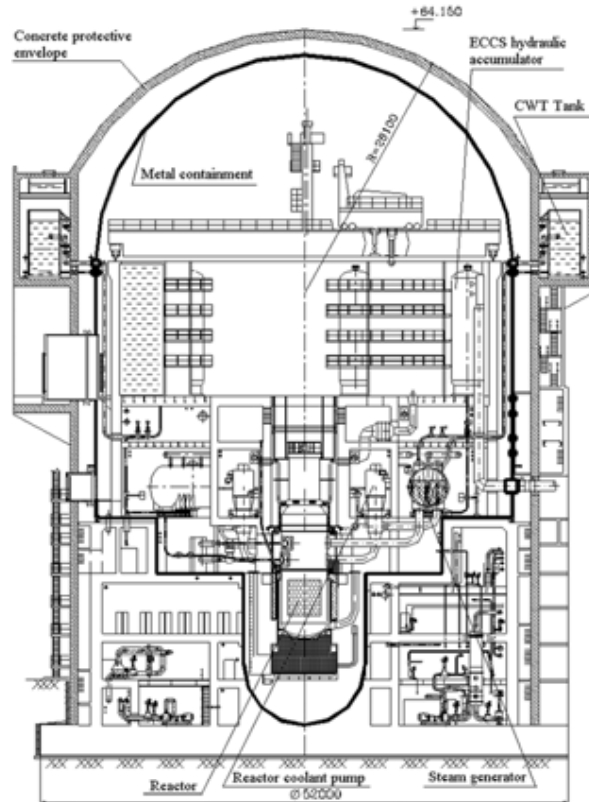 +64.150
Concrete protective
envelope
ECCS hydraulic
accumulator
CWT Tank
R=28100
Metal containment
Reactor
Reactor coolant pump
Steam generator
Ø52000